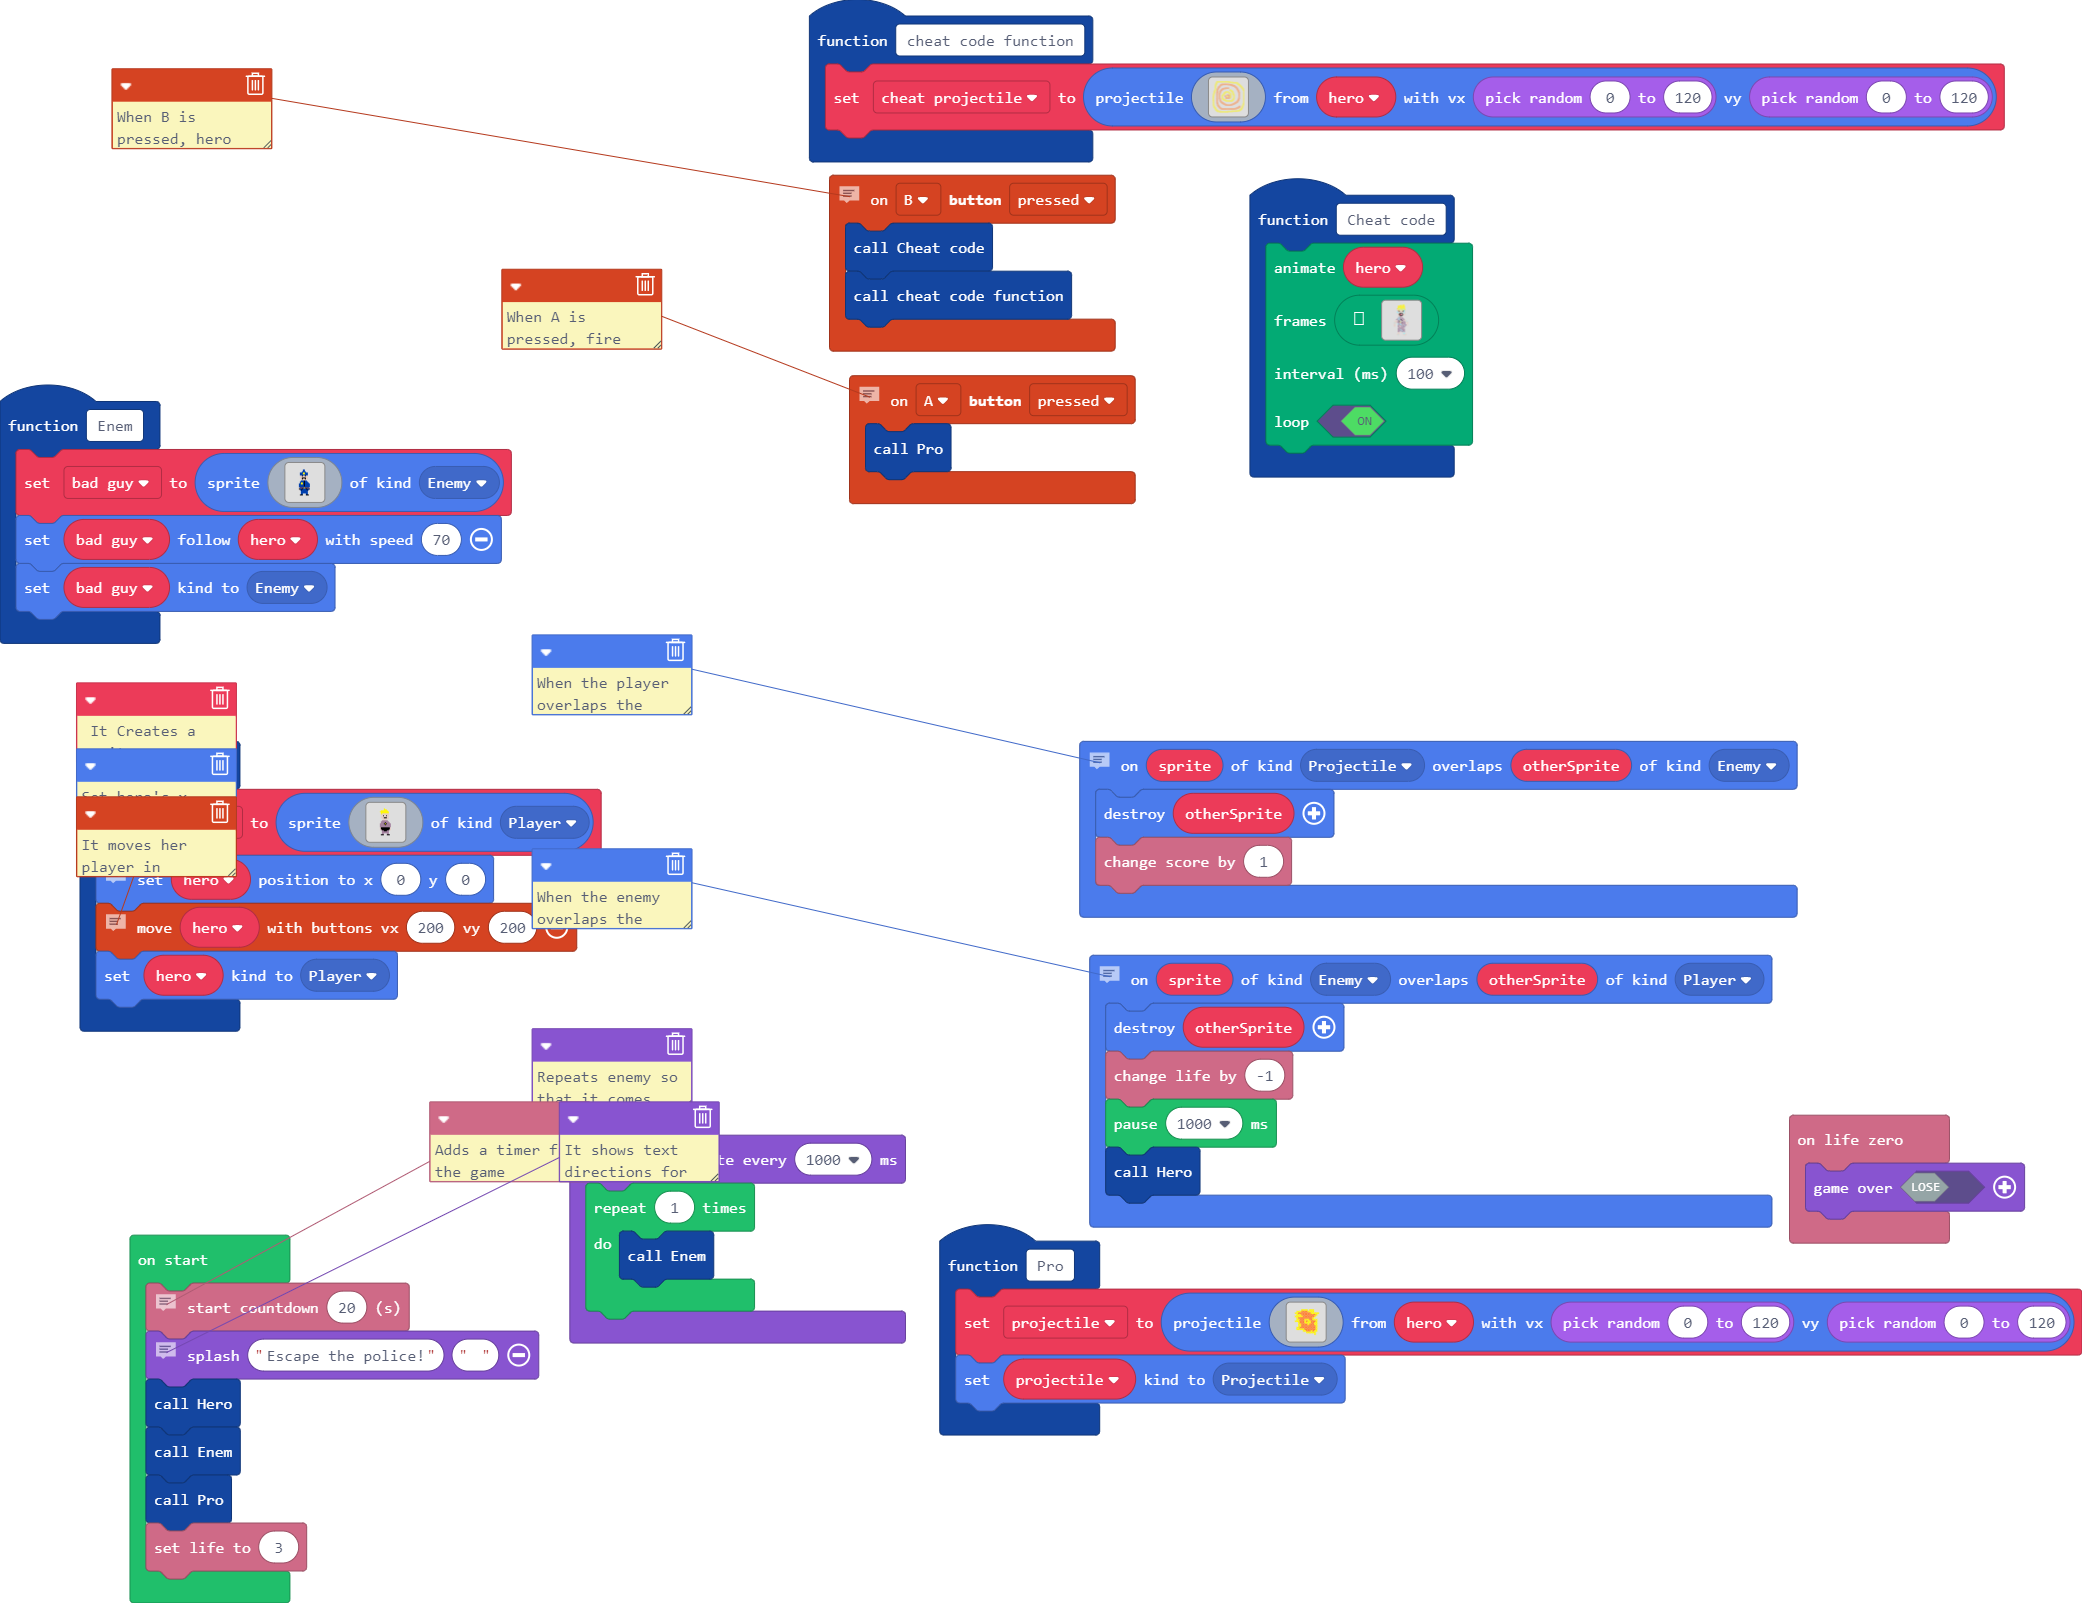 function cheat code function
set cheat projectile to projectile from hero with vx pick random 0 to 120 vy pick random 0 to 120
When B is
pressed, hero
on B button pressed
call Cheat code
call cheat code function
function Cheat code
animate hero
frames
interval (ms) 100
loop ON
When A is
pressed, fire
on A button pressed
call Pro
function Enem
set bad guy to sprite of kind Enemy
set bad guy follow hero with speed 70
set bad guy kind to Enemy
When the player
overlaps the
on sprite of kind Projectile overlaps otherSprite of kind Enemy
destroy otherSprite
change score by 1
It Creates a
Set hero's x
It moves her
player in
to sprite of kind Player
set hero position to x 0 y 0
move hero with buttons vx 200 vy 200
set hero kind to Player
When the enemy
overlaps the
on sprite of kind Enemy overlaps otherSprite of kind Player
destroy otherSprite
change life by -1
pause 1000 ms
call Hero
on life zero
game over LOSE
Repeats enemy so
that it comes
Adds a timer f
the game
It shows text
directions for
te every 1000 ms
repeat 1 times
do call Enem
on start
start countdown 20 (s)
splash "Escape the police!" " "
call Hero
call Enem
call Pro
set life to 3
function Pro
set projectile to projectile from hero with vx pick random 0 to 120 vy pick random 0 to 120
set projectile kind to Projectile